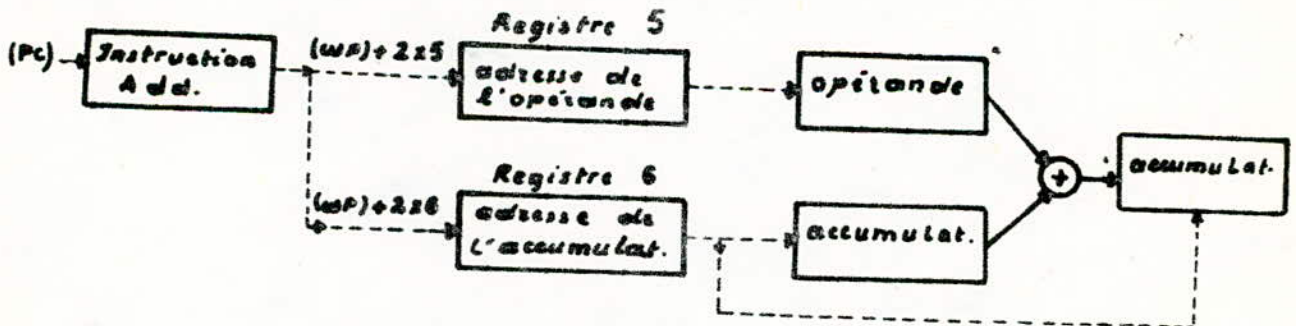 Registre 5
(PC)
Instruction
Add.
(WP)+2x5
adresse de
l'opérande
opérande
+
accumulat.
Registre 6
(WP)+2x6
adresse de
l'accumulat.
accumulat.